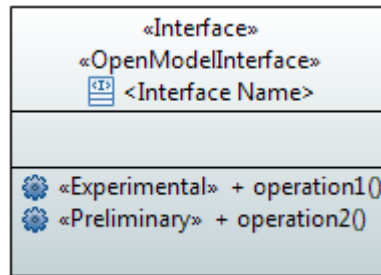 «Interface»
«OpenModelInterface»
<Interface Name>
«Experimental» + operation1()
«Preliminary» + operation2()